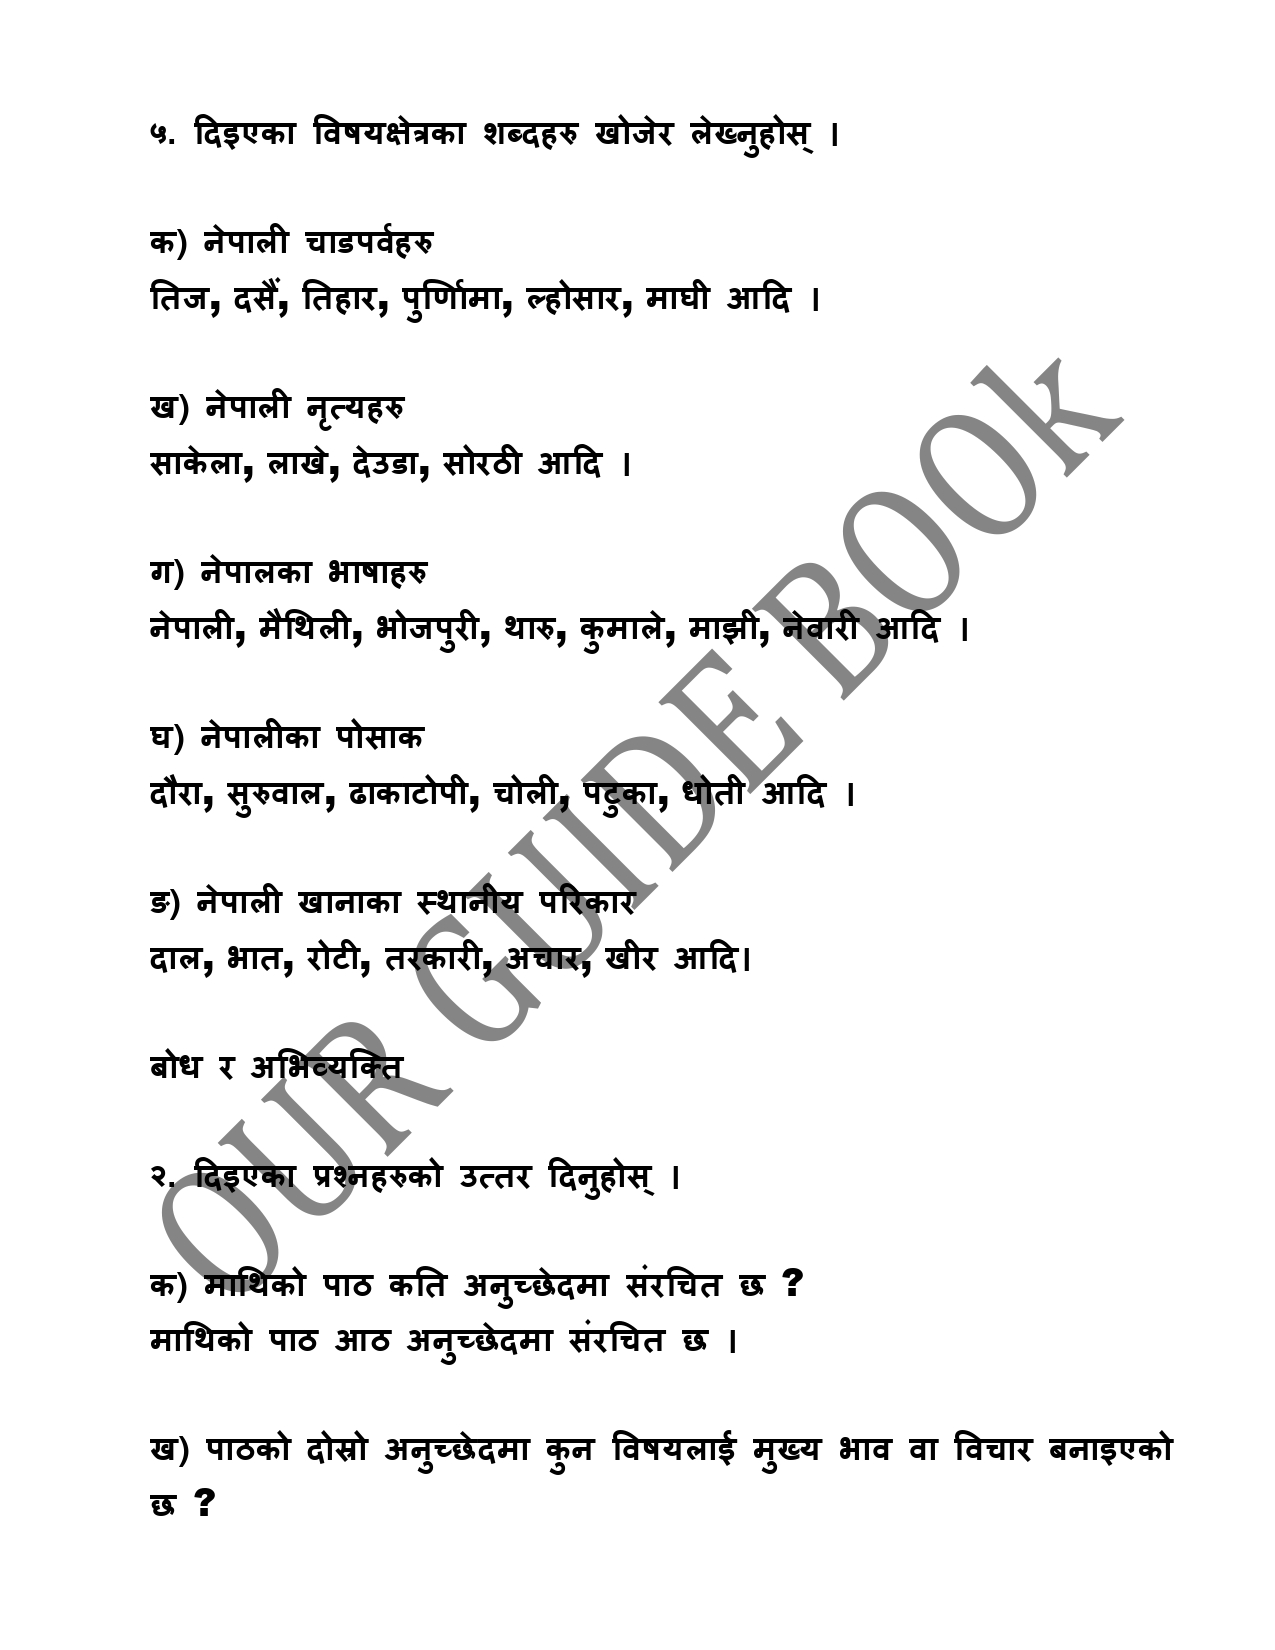 ५. दिइएका विषयक्षेत्रका शब्दहरु खोजेर लेख्नुहोस् ।
क) नेपाली चाडपर्वहरु
तिज, दसैं, तिहार, पुर्णिामा, ल्होसार, माघी आदि ।
ख) नेपाली नृत्यहरु
साकेला, लाखे, देउडा, सोरठी आदि ।
ग) नेपालका भाषाहरु
नेपाली, मैथिली, भोजपुरी, थारु, कुमाले, माझी, नेवारी आदि ।
घ) नेपालीका पोसाक
दौरा, सुरुवाल, ढाकाटोपी, चोली, पटुका, धोती आदि ।
ङ) नेपाली खानाका स्थानीय परिकार
दाल, भात, रोटी, तरकारी, अचार, खीर आदि।
बोध र अभिव्यक्ति
२. दिइएका प्रश्नहरुको उत्तर दिनुहोस् ।
क) माथिको पाठ कति अनुच्छेदमा संरचित छ ?
माथिको पाठ आठ अनुच्छेदमा संरचित छ ।
ख) पाठको दोस्रो अनुच्छेदमा कुन विषयलाई मुख्य भाव वा विचार बनाइएको
छ ?
OUR GUIDE BOOk